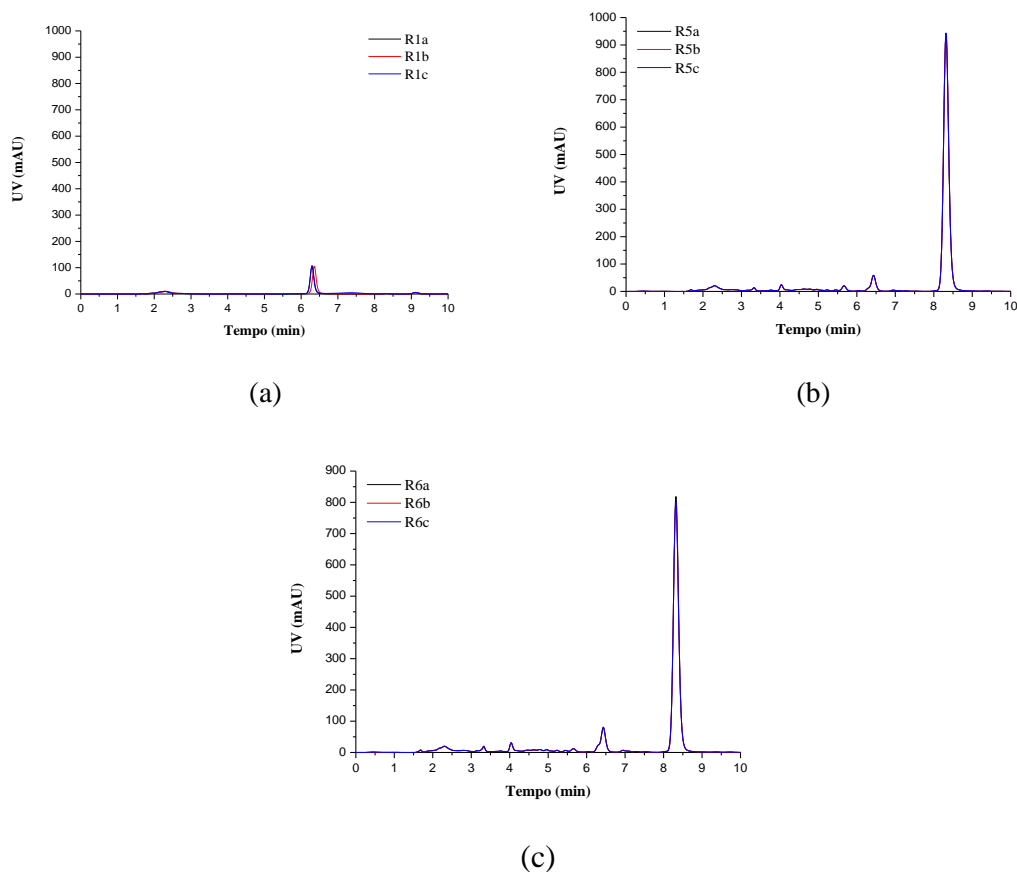 1000
900
800
700
600
500
400
300
200
100
0
UV (mAU)
R1a
R1b
R1c
0 1 2 3 4 5 6 7 8 9 10
Tempo (min)
(a)
1000
900
800
700
600
500
400
300
200
100
0
UV (mAU)
R5a
R5b
R5c
0 1 2 3 4 5 6 7 8 9 10
Tempo (min)
(b)
900
800
700
600
500
400
300
200
100
0
UV (mAU)
R6a
R6b
R6c
0 1 2 3 4 5 6 7 8 9 10
Tempo (min)
(c)